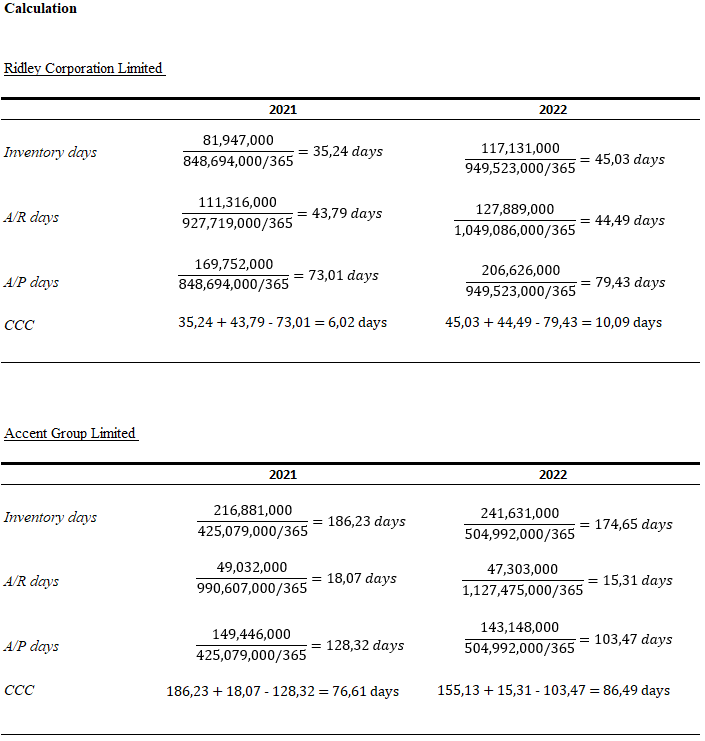 Calculation
Ridley Corporation Limited
2021 2022
Inventory days 81,947,000 / 848,694,000/365 = 35,24 days 117,131,000 / 949,523,000/365 = 45,03 days
A/R days 111,316,000 / 927,719,000/365 = 43,79 days 127,889,000 / 1,049,086,000/365 = 44,49 days
A/P days 169,752,000 / 848,694,000/365 = 73,01 days 206,626,000 / 949,523,000/365 = 79,43 days
CCC 35,24 + 43,79 - 73,01 = 6,02 days 45,03 + 44,49 - 79,43 = 10,09 days
Accent Group Limited
2021 2022
Inventory days 216,881,000 / 425,079,000/365 = 186,23 days 241,631,000 / 504,992,000/365 = 174,65 days
A/R days 49,032,000 / 990,607,000/365 = 18,07 days 47,303,000 / 1,127,475,000/365 = 15,31 days
A/P days 149,446,000 / 425,079,000/365 = 128,32 days 143,148,000 / 504,992,000/365 = 103,47 days
CCC 186,23 + 18,07 - 128,32 = 76,61 days 155,13 + 15,31 - 103,47 = 86,49 days